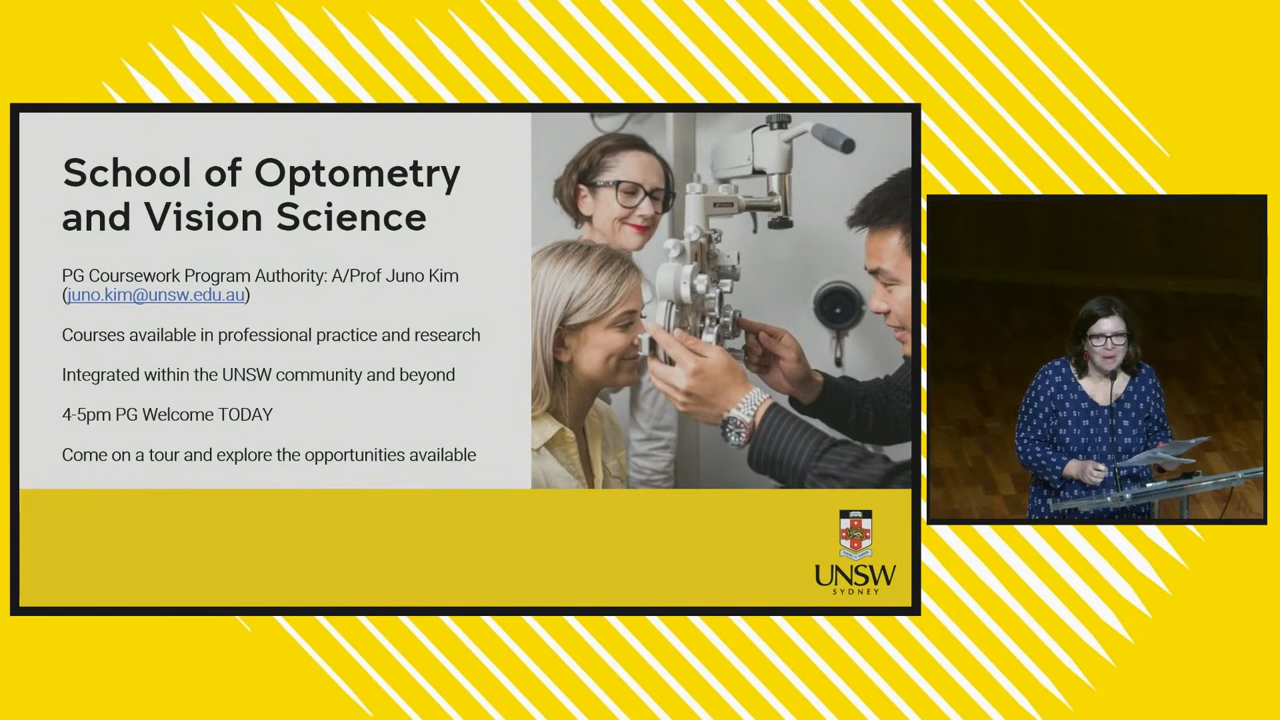 School of Optometry
and Vision Science
PG Coursework Program Authority: A/Prof Juno Kim
(juno.kim@unsw.edu.au)
Courses available in professional practice and research
Integrated within the UNSW community and beyond
4-5pm PG Welcome TODAY
Come on a tour and explore the opportunities available
UNSW
SYDNEY